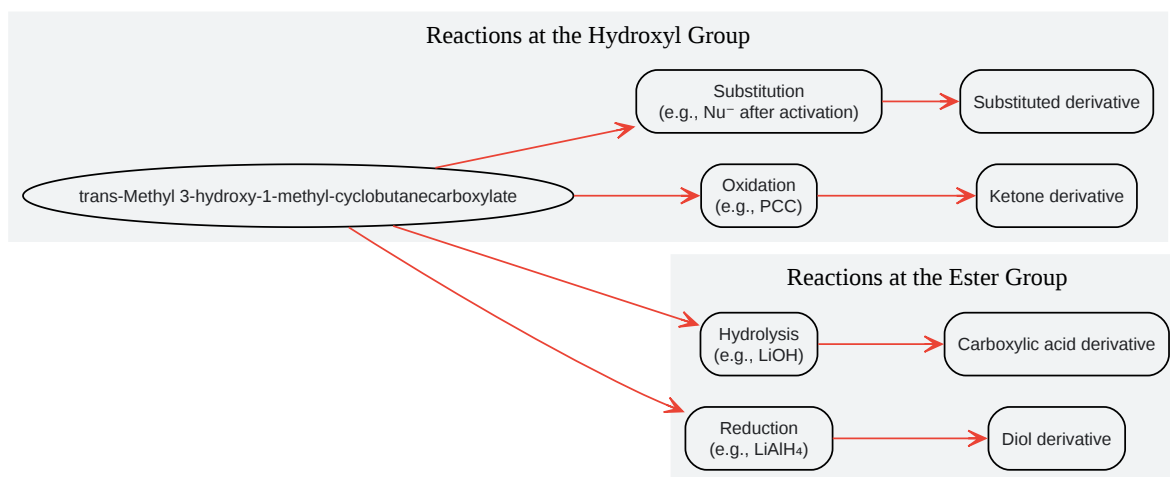 Reactions at the Hydroxyl Group
Substitution
(e.g., Nu⁻ after activation)
Substituted derivative
trans-Methyl 3-hydroxy-1-methyl-cyclobutanecarboxylate
Oxidation
(e.g., PCC)
Ketone derivative
Reactions at the Ester Group
Hydrolysis
(e.g., LiOH)
Carboxylic acid derivative
Reduction
(e.g., LiAlH₄)
Diol derivative